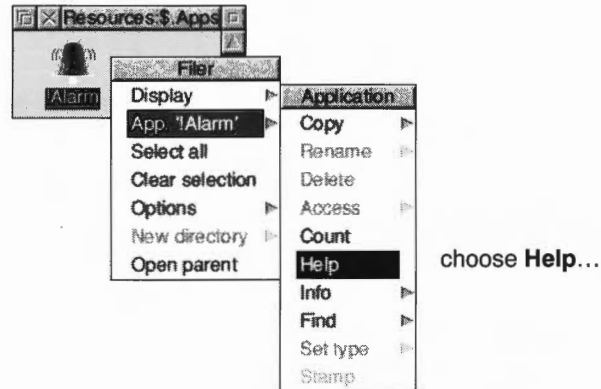 Resources:$.Apps
!Alarm
Filer
Display
App. '!Alarm'
Select all
Clear selection
Options
New directory
Open parent
Application
Copy
Rename
Delete
Access
Count
Help
Info
Find
Set type
Stamp
choose Help...